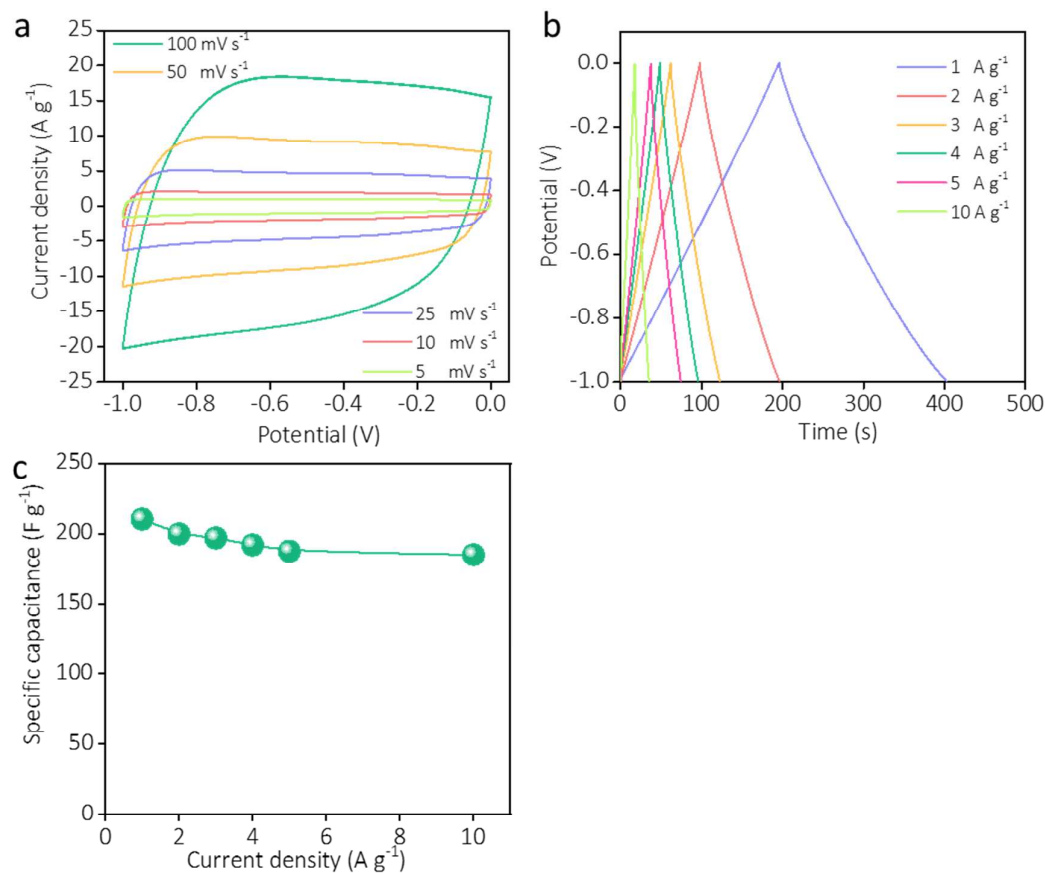 a
25
20
15
10
5
0
-5
-10
-15
-20
-25
Current density (A g⁻¹)
100 mV s⁻¹
50 mV s⁻¹
25 mV s⁻¹
10 mV s⁻¹
5 mV s⁻¹
-1.0 -0.8 -0.6 -0.4 -0.2 0.0
Potential (V)
b
0.0
-0.2
-0.4
-0.6
-0.8
-1.0
Potential (V)
1 A g⁻¹
2 A g⁻¹
3 A g⁻¹
4 A g⁻¹
5 A g⁻¹
10 A g⁻¹
0 100 200 300 400 500
Time (s)
c
250
200
150
100
50
0
Specific capacitance (F g⁻¹)
0 2 4 6 8 10
Current density (A g⁻¹)